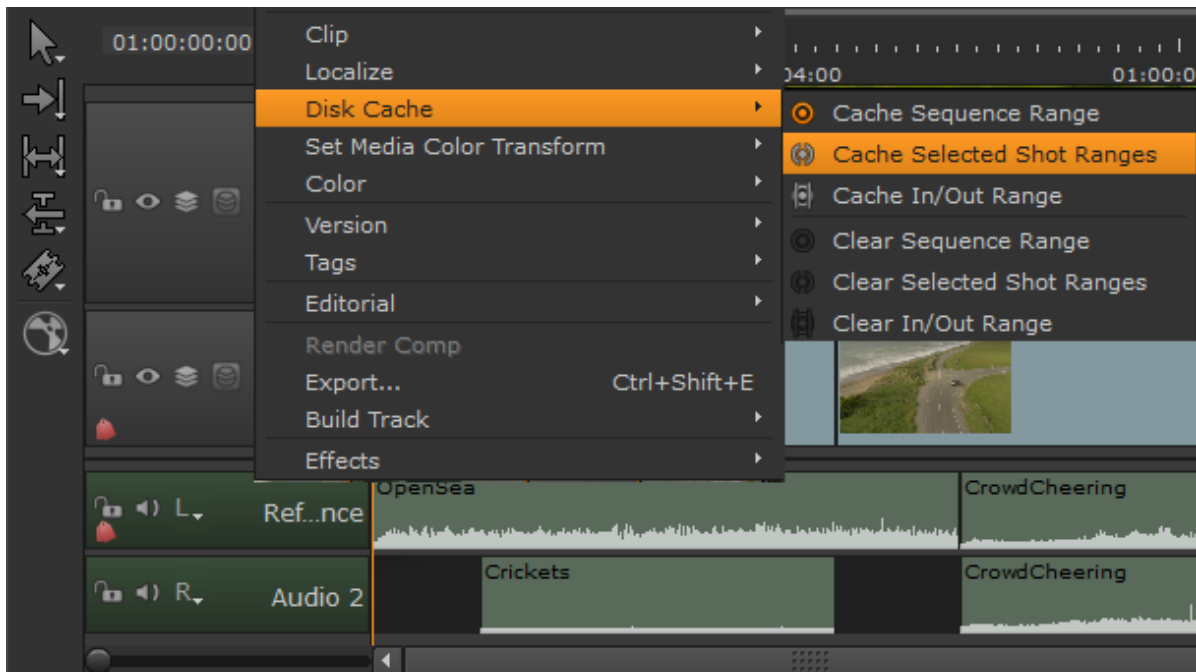 01:00:00:00
Clip
Localize
Disk Cache
Set Media Color Transform
Color
Version
Tags
Editorial
Render Comp
Export... Ctrl+Shift+E
Build Track
Effects
04:00 01:00:0
Cache Sequence Range
Cache Selected Shot Ranges
Cache In/Out Range
Clear Sequence Range
Clear Selected Shot Ranges
Clear In/Out Range
L Ref...nce
OpenSea
CrowdCheering
R Audio 2
Crickets
CrowdCheering